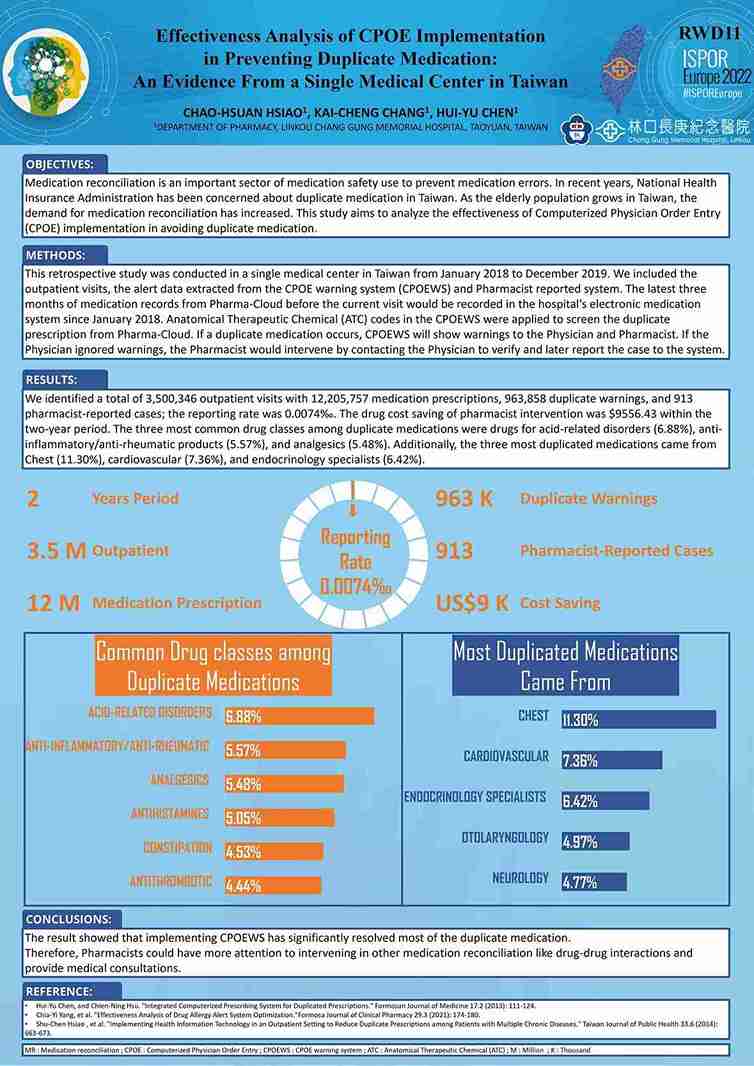 Effectiveness Analysis of CPOE Implementation
in Preventing Duplicate Medication:
An Evidence From a Single Medical Center in Taiwan
CHAO-HSUAN HSIAO¹, KAI-CHENG CHANG¹, HUI-YU CHEN¹
¹DEPARTMENT OF PHARMACY, LINKOU CHANG GUNG MEMORIAL HOSPITAL, TAOYUAN, TAIWAN
RWD11
ISPOR
Europe 2022
#ISPOREurope
林口長庚紀念醫院
Chang Gung Memorial Hospital, Linkou
OBJECTIVES:
Medication reconciliation is an important sector of medication safety use to prevent medication errors. In recent years, National Health
Insurance Administration has been concerned about duplicate medication in Taiwan. As the elderly population grows in Taiwan, the
demand for medication reconciliation has increased. This study aims to analyze the effectiveness of Computerized Physician Order Entry
(CPOE) implementation in avoiding duplicate medication.
METHODS:
This retrospective study was conducted in a single medical center in Taiwan from January 2018 to December 2019. We included the
outpatient visits, the alert data extracted from the CPOE warning system (CPOEWS) and Pharmacist reported system. The latest three
months of medication records from Pharma-Cloud before the current visit would be recorded in the hospital's electronic medication
system since January 2018. Anatomical Therapeutic Chemical (ATC) codes in the CPOEWS were applied to screen the duplicate
prescription from Pharma-Cloud. If a duplicate medication occurs, CPOEWS will show warnings to the Physician and Pharmacist. If the
Physician ignored warnings, the Pharmacist would intervene by contacting the Physician to verify and later report the case to the system.
RESULTS:
We identified a total of 3,500,346 outpatient visits with 12,205,757 medication prescriptions, 963,858 duplicate warnings, and 913
pharmacist-reported cases; the reporting rate was 0.0074‱. The drug cost saving of pharmacist intervention was $9556.43 within the
two-year period. The three most common drug classes among duplicate medications were drugs for acid-related disorders (6.88%), anti-
inflammatory/anti-rheumatic products (5.57%), and analgesics (5.48%). Additionally, the three most duplicated medications came from
Chest (11.30%), cardiovascular (7.36%), and endocrinology specialists (6.42%).
2 Years Period
3.5 M Outpatient
12 M Medication Prescription
Reporting
Rate
0.0074‱
963 K Duplicate Warnings
913 Pharmacist-Reported Cases
US$9 K Cost Saving
Common Drug classes among
Duplicate Medications
ACID-RELATED DISORDERS 6.88%
ANTI-INFLAMMATORY/ANTI-RHEUMATIC 5.57%
ANALGESICS 5.48%
ANTIHISTAMINES 5.05%
CONSTIPATION 4.53%
ANTITHROMBOTIC 4.44%
Most Duplicated Medications
Came From
CHEST 11.30%
CARDIOVASCULAR 7.36%
ENDOCRINOLOGY SPECIALISTS 6.42%
OTOLARYNGOLOGY 4.97%
NEUROLOGY 4.77%
CONCLUSIONS:
The result showed that implementing CPOEWS has significantly resolved most of the duplicate medication.
Therefore, Pharmacists could have more attention to intervening in other medication reconciliation like drug-drug interactions and
provide medical consultations.
REFERENCE:
• Hui-Yu Chen, and Chien-Ning Hsu. "Integrated Computerized Prescribing System for Duplicated Prescriptions." Formosan Journal of Medicine 17.2 (2013): 111-124.
• Chia-Yi Yang, et al. "Effectiveness Analysis of Drug Allergy Alert System Optimization."Formosa Journal of Clinical Pharmacy 29.3 (2021): 174-180.
• Shu-Chen Hsiao , et al. "Implementing Health Information Technology in an Outpatient Setting to Reduce Duplicate Prescriptions among Patients with Multiple Chronic Diseases." Taiwan Journal of Public Health 33.6 (2014):
663-673.
MR : Medication reconciliation ; CPOE : Computerized Physician Order Entry ; CPOEWS : CPOE warning system ; ATC : Anatomical Therapeutic Chemical (ATC) ; M : Million ; K : Thousand